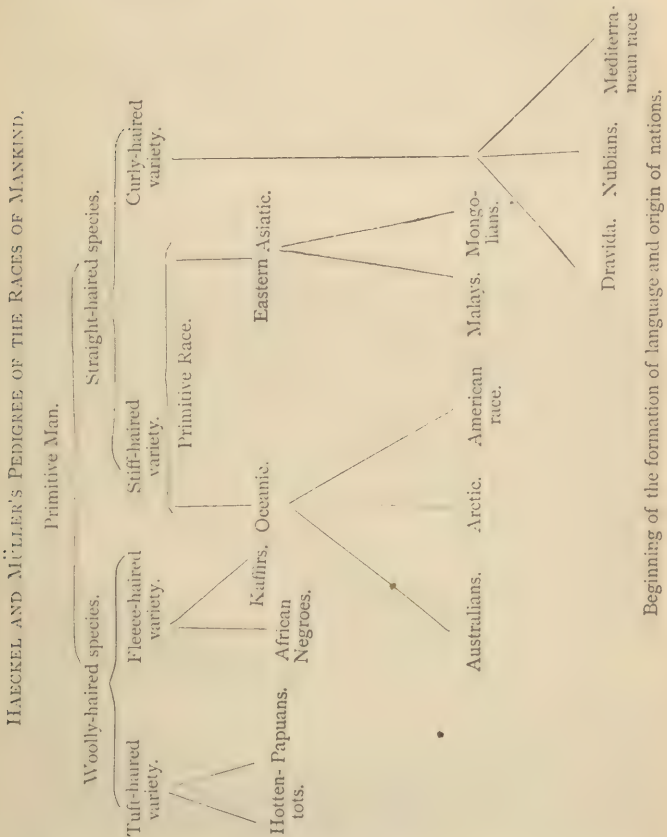 HAECKEL AND MÜLLER'S PEDIGREE OF THE RACES OF MANKIND.
Primitive Man.
Woolly-haired species. Straight-haired species.
Tuft-haired
variety.
Fleece-haired
variety.
Stiff-haired
variety.
Curly-haired
variety.
Primitive Race.
Hotten-
tots.
Papuans.
African
Negroes.
Kaffirs.
Oceanic.
Eastern Asiatic.
Australians.
Arctic.
American
race.
Malays.
Mongo-
lians.
Dravida.
Nubians.
Mediterra-
nean race
Beginning of the formation of language and origin of nations.